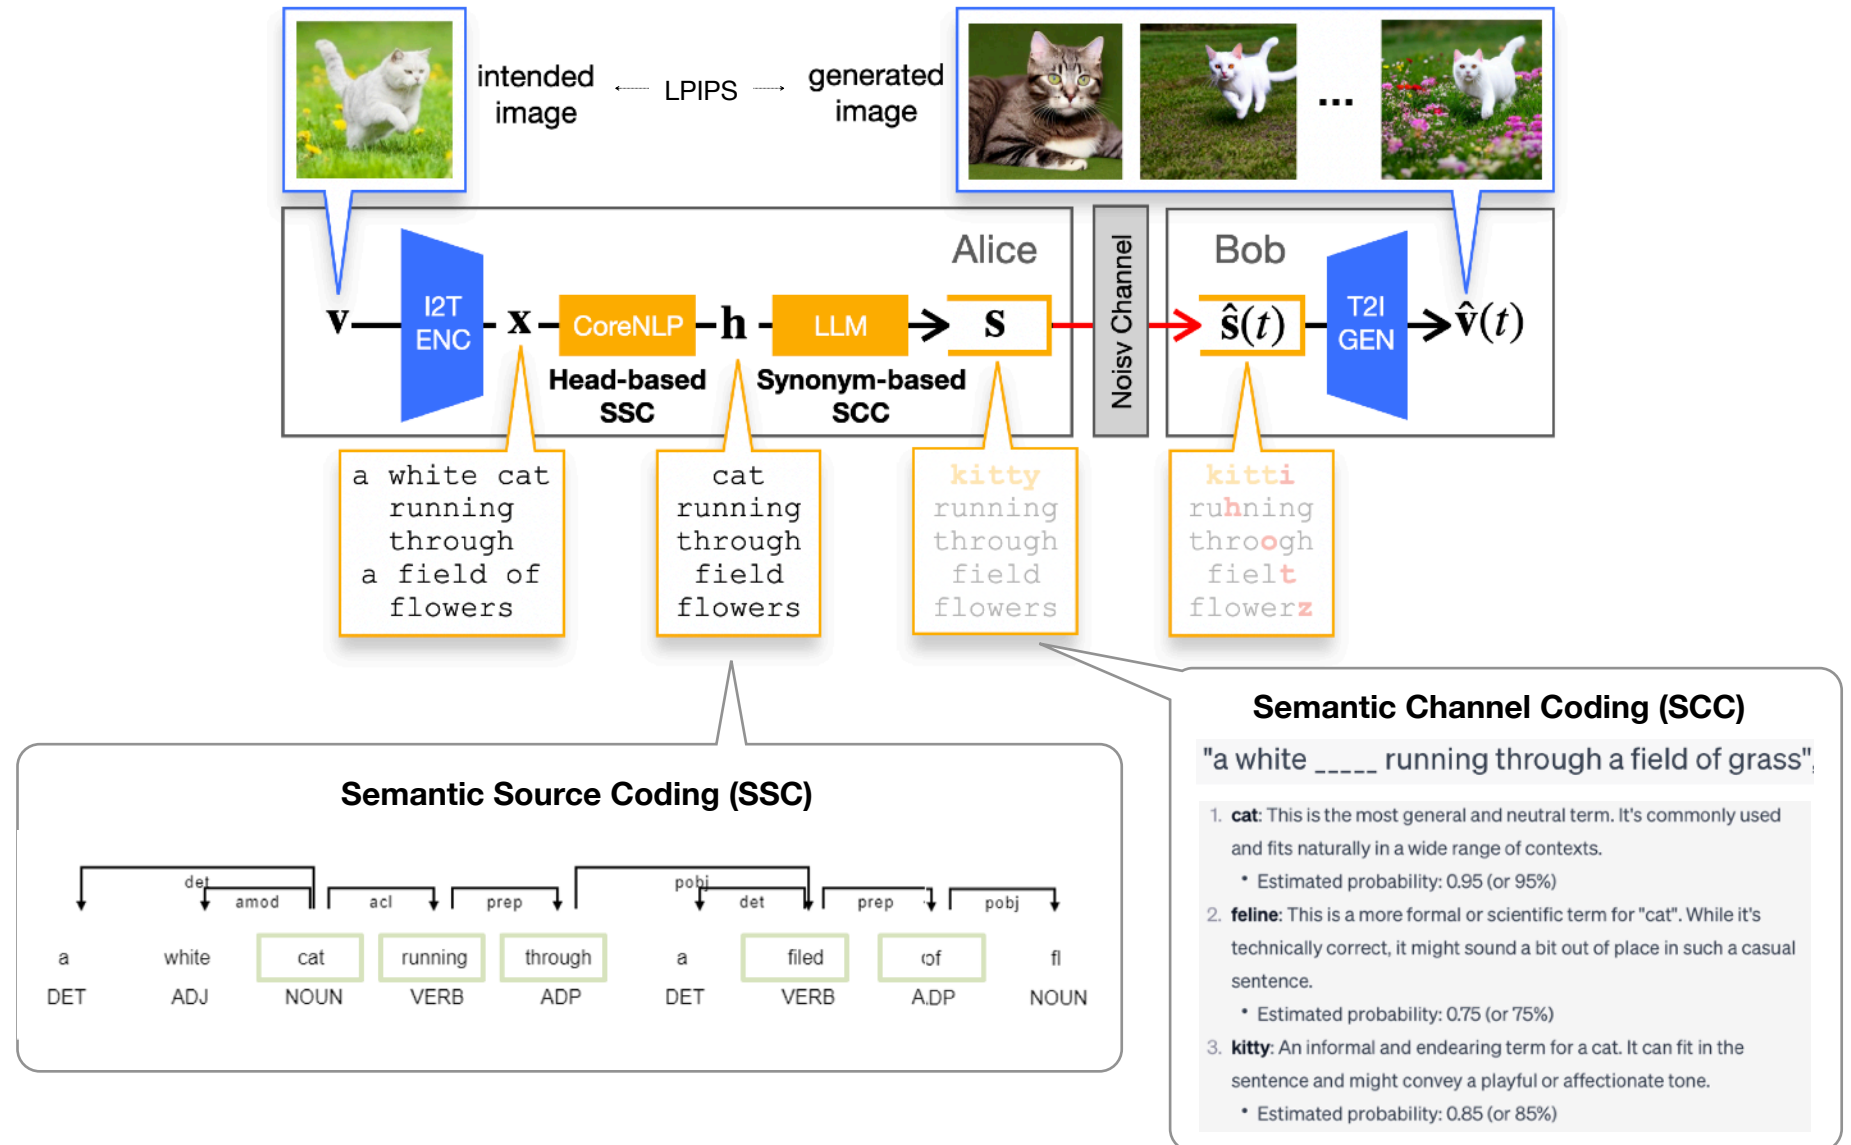 intended
image
LPIPS
generated
image
...
Alice
Noisy Channel
Bob
v
I2T
ENC
x
CoreNLP
h
LLM
s
ŝ(t)
T2I
GEN
v̂(t)
Head-based
SSC
Synonym-based
SCC
a white cat
running
through
a field of
flowers
cat
running
through
field
flowers
kitty
running
through
field
flowers
kitti
ruhning
throogh
fielt
flowerz
Semantic Source Coding (SSC)
det
pobj
amod
acl
prep
det
prep
pobj
a white cat running through a filed of fl
DET ADJ NOUN VERB ADP DET VERB ADP NOUN
Semantic Channel Coding (SCC)
"a white _____ running through a field of grass",
1. cat: This is the most general and neutral term. It's commonly used
and fits naturally in a wide range of contexts.
• Estimated probability: 0.95 (or 95%)
2. feline: This is a more formal or scientific term for "cat". While it's
technically correct, it might sound a bit out of place in such a casual
sentence.
• Estimated probability: 0.75 (or 75%)
3. kitty: An informal and endearing term for a cat. It can fit in the
sentence and might convey a playful or affectionate tone.
• Estimated probability: 0.85 (or 85%)